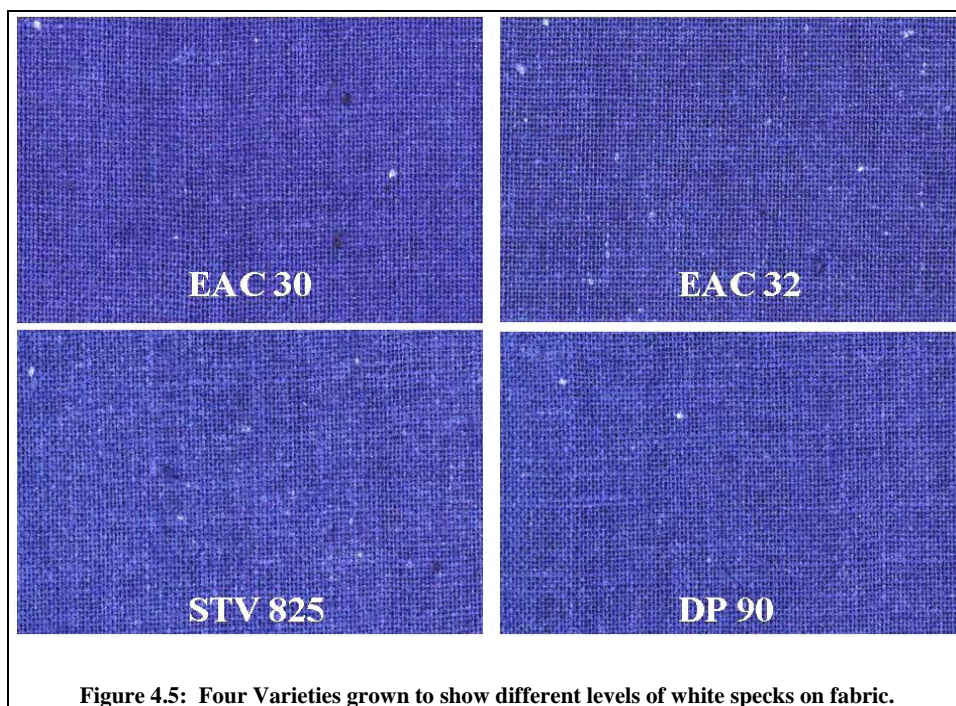 EAC 30
EAC 32
STV 825
DP 90
Figure 4.5:  Four Varieties grown to show different levels of white specks on fabric.